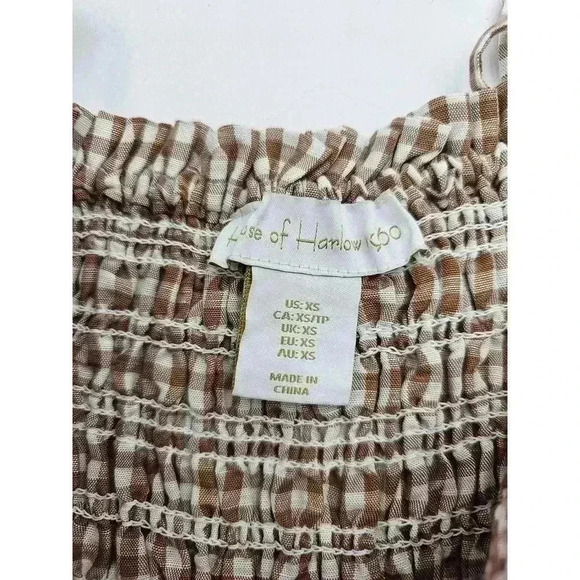 House of Harlow 1960
US: XS
CA: XS/TP
UK: XS
EU: XS
AU: XS
MADE IN
CHINA